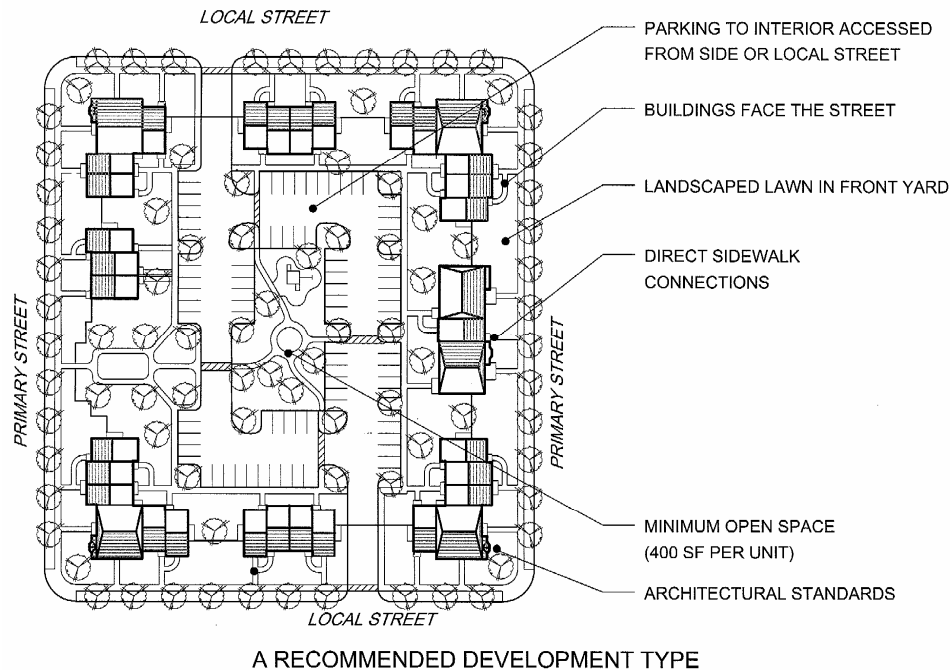 LOCAL STREET
PARKING TO INTERIOR ACCESSED
FROM SIDE OR LOCAL STREET
BUILDINGS FACE THE STREET
LANDSCAPED LAWN IN FRONT YARD
DIRECT SIDEWALK
CONNECTIONS
PRIMARY STREET
PRIMARY STREET
MINIMUM OPEN SPACE
(400 SF PER UNIT)
ARCHITECTURAL STANDARDS
LOCAL STREET
A RECOMMENDED DEVELOPMENT TYPE